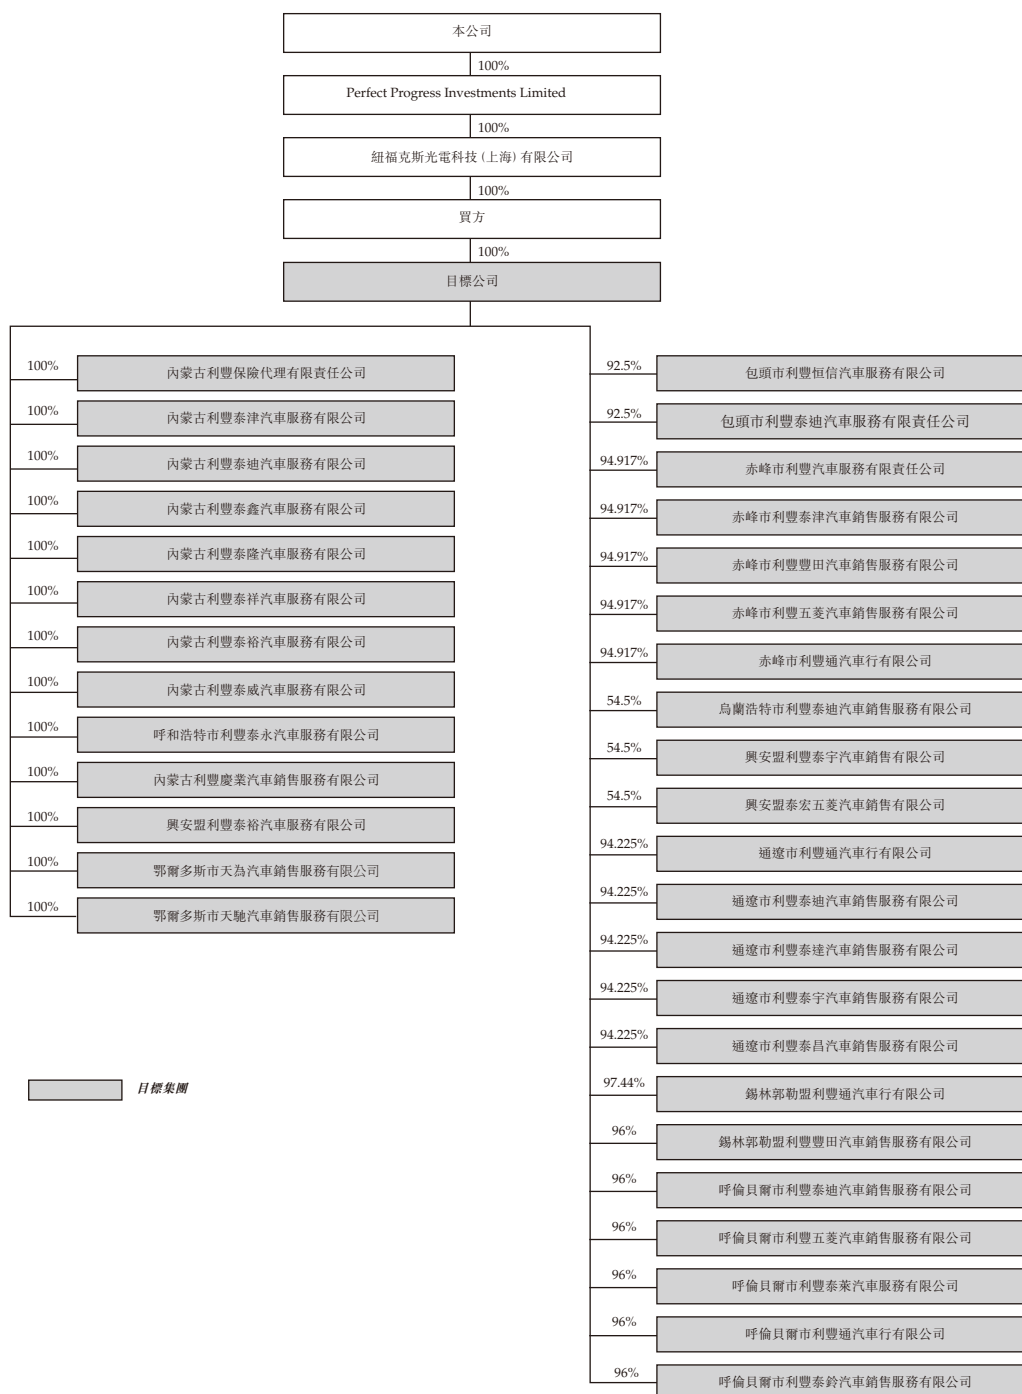 本公司
100%
Perfect Progress Investments Limited
100%
紐福克斯光電科技 (上海) 有限公司
100%
買方
100%
目標公司
100%
內蒙古利豐保險代理有限責任公司
100%
內蒙古利豐泰津汽車服務有限公司
100%
內蒙古利豐泰迪汽車服務有限公司
100%
內蒙古利豐泰鑫汽車服務有限公司
100%
內蒙古利豐泰隆汽車服務有限公司
100%
內蒙古利豐泰祥汽車服務有限公司
100%
內蒙古利豐泰裕汽車服務有限公司
100%
內蒙古利豐泰威汽車服務有限公司
100%
呼和浩特市利豐泰永汽車服務有限公司
100%
內蒙古利豐慶業汽車銷售服務有限公司
100%
興安盟利豐泰裕汽車服務有限公司
100%
鄂爾多斯市天為汽車銷售服務有限公司
100%
鄂爾多斯市天馳汽車銷售服務有限公司
92.5%
包頭市利豐恒信汽車服務有限公司
92.5%
包頭市利豐泰迪汽車服務有限責任公司
94.917%
赤峰市利豐汽車服務有限責任公司
94.917%
赤峰市利豐泰津汽車銷售服務有限公司
94.917%
赤峰市利豐豐田汽車銷售服務有限公司
94.917%
赤峰市利豐五菱汽車銷售服務有限公司
94.917%
赤峰市利豐通汽車行有限公司
54.5%
烏蘭浩特市利豐泰迪汽車銷售服務有限公司
54.5%
興安盟利豐泰宇汽車銷售服務有限公司
54.5%
興安盟泰宏五菱汽車銷售有限公司
94.225%
通遼市利豐通汽車行有限公司
94.225%
通遼市利豐泰迪汽車銷售服務有限公司
94.225%
通遼市利豐泰達汽車銷售服務有限公司
94.225%
通遼市利豐泰宇汽車銷售服務有限公司
94.225%
通遼市利豐泰昌汽車銷售服務有限公司
97.44%
錫林郭勒盟利豐通汽車行有限公司
96%
錫林郭勒盟利豐豐田汽車銷售服務有限公司
96%
呼倫貝爾市利豐泰迪汽車銷售服務有限公司
96%
呼倫貝爾市利豐五菱汽車銷售服務有限公司
96%
呼倫貝爾市利豐泰萊汽車服務有限公司
96%
呼倫貝爾市利豐通汽車行有限公司
96%
呼倫貝爾市利豐泰鈴汽車銷售服務有限公司
目標集團